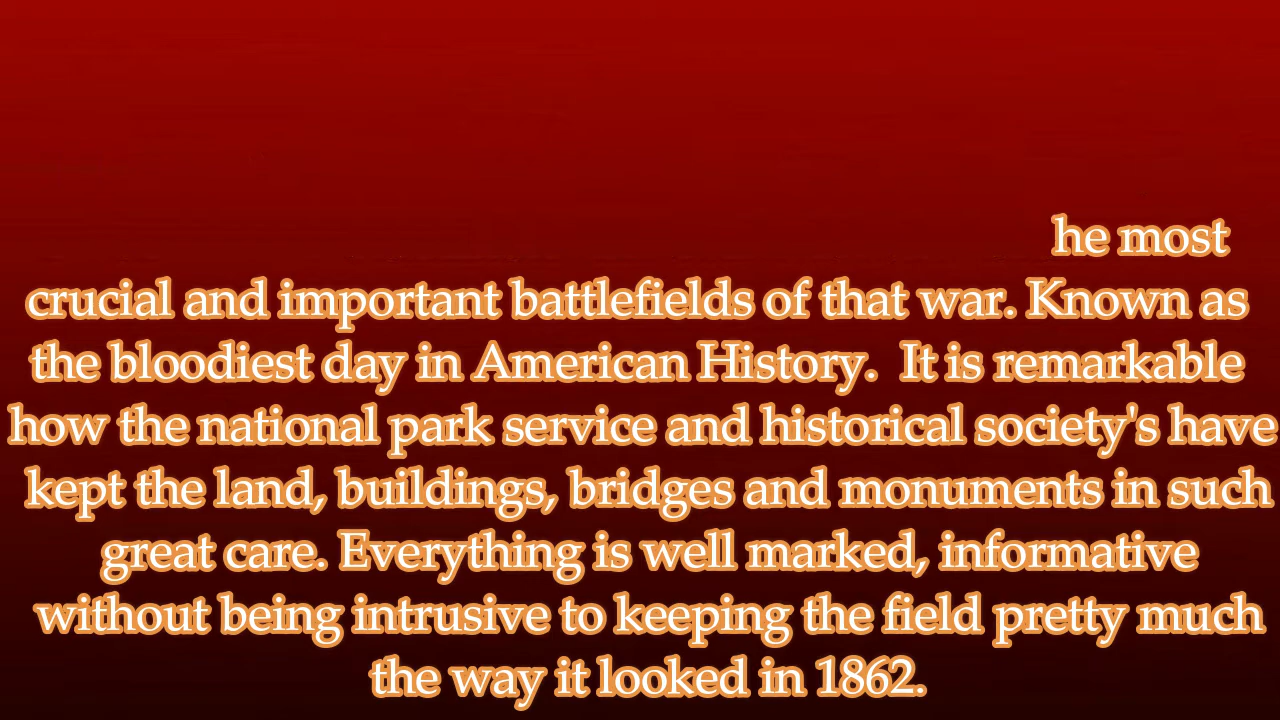 he most
crucial and important battlefields of that war. Known as
the bloodiest day in American History.  It is remarkable
how the national park service and historical society's have
kept the land, buildings, bridges and monuments in such
great care. Everything is well marked, informative
without being intrusive to keeping the field pretty much
the way it looked in 1862.